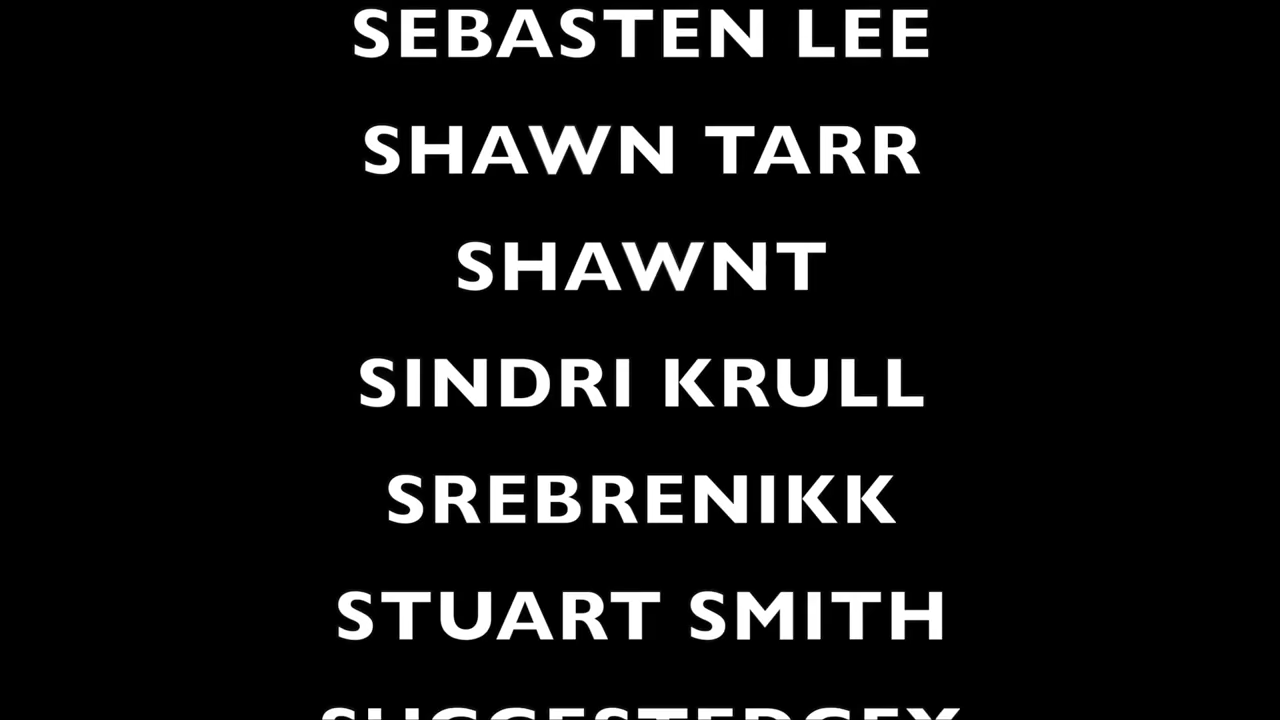 SEBASTEN LEE
SHAWN TARR
SHAWNT
SINDRI KRULL
SREBRENIKK
STUART SMITH